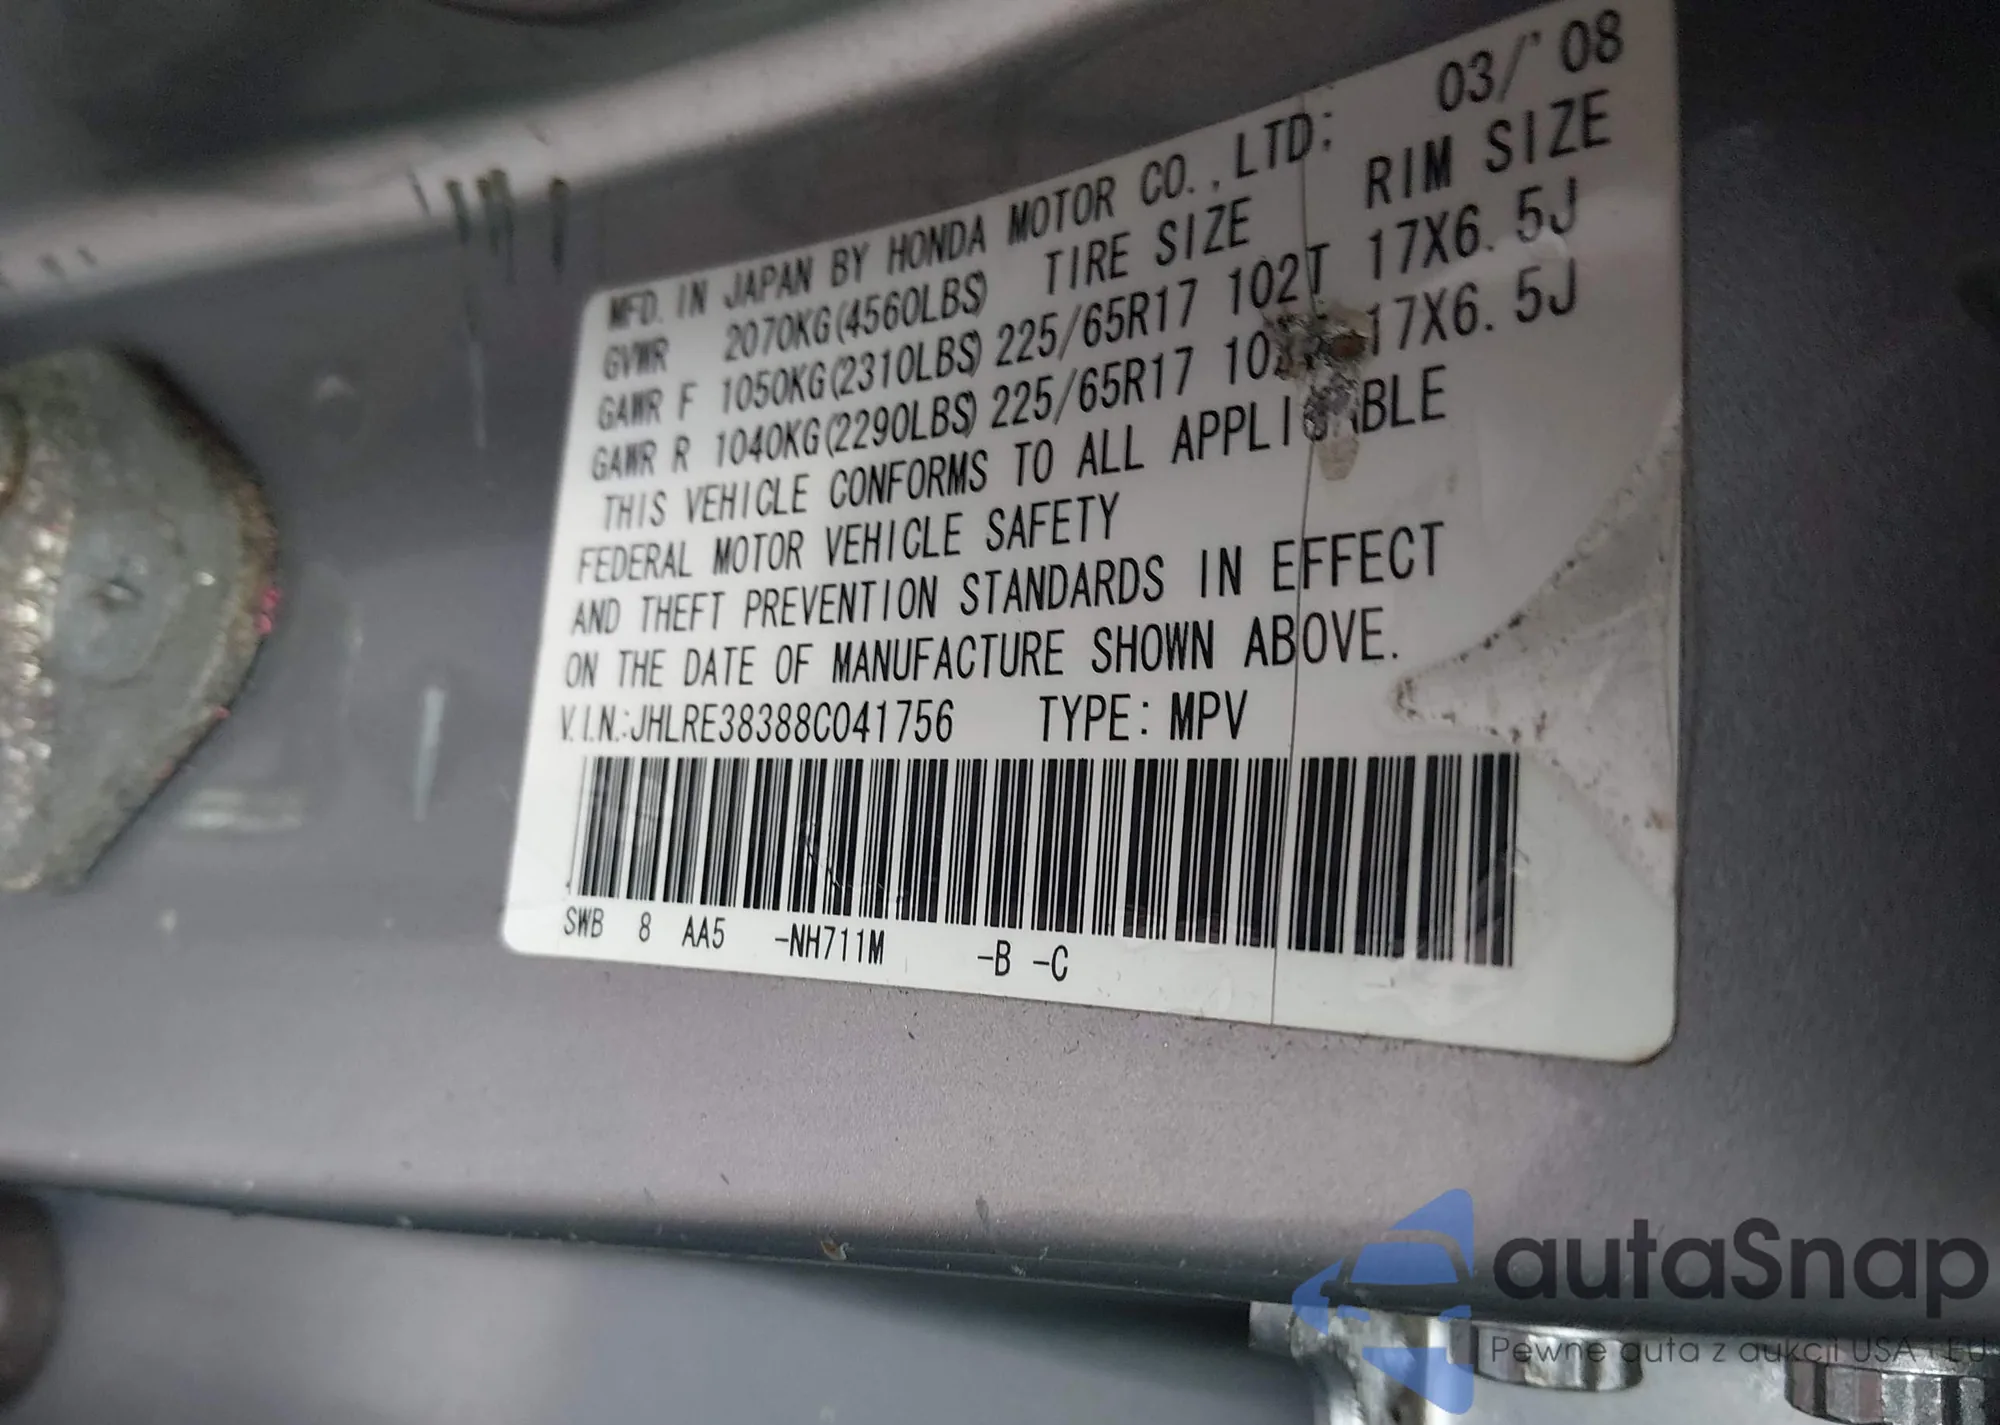 MFD. IN JAPAN BY HONDA MOTOR CO., LTD; 03/'08
GVWR 2070KG(4560LBS) TIRE SIZE RIM SIZE
GAWR F 1050KG(2310LBS) 225/65R17 102T 17X6.5J
GAWR R 1040KG(2290LBS) 225/65R17 17X6.5J
THIS VEHICLE CONFORMS TO ALL APPLICABLE
FEDERAL MOTOR VEHICLE SAFETY
AND THEFT PREVENTION STANDARDS IN EFFECT
ON THE DATE OF MANUFACTURE SHOWN ABOVE.
V.I.N.:JHLRE38388C041756 TYPE: MPV
SWB 8 AA5 -NH711M -B -C
autaSnap
Pewne auta z aukcji USA i EU